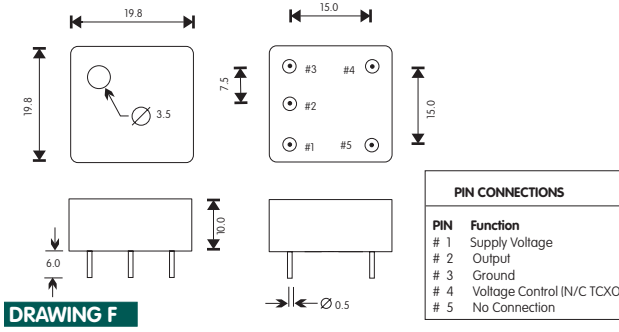 19.8
15.0
#3
#4
19.8
3.5
7.5
#2
15.0
#1
#5
PIN CONNECTIONS
PIN Function
# 1 Supply Voltage
# 2 Output
# 3 Ground
# 4 Voltage Control (N/C TCXO
# 5 No Connection
10.0
6.0
Ø 0.5
DRAWING F